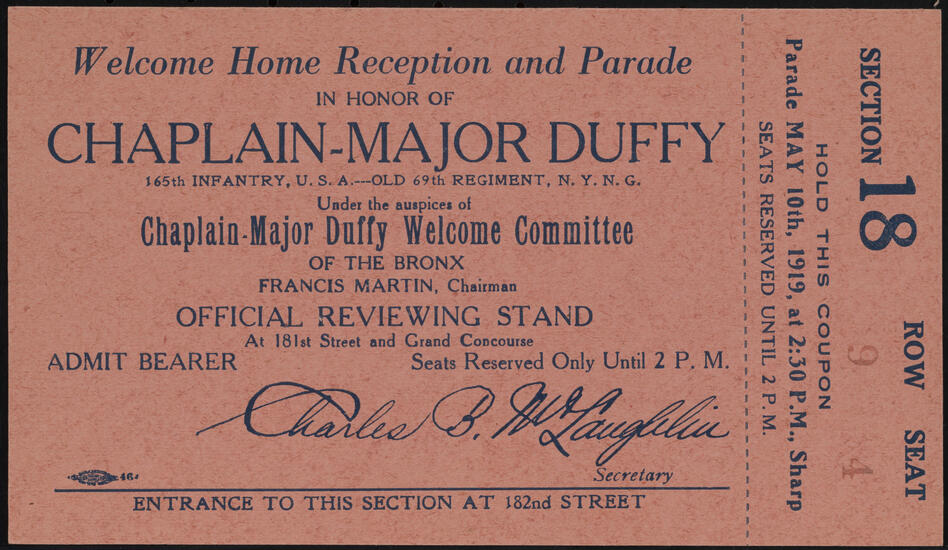 Welcome Home Reception and Parade
IN HONOR OF
CHAPLAIN-MAJOR DUFFY
165th INFANTRY, U. S. A.---OLD 69th REGIMENT, N. Y. N. G.
Under the auspices of
Chaplain-Major Duffy Welcome Committee
OF THE BRONX
FRANCIS MARTIN, Chairman
OFFICIAL REVIEWING STAND
At 181st Street and Grand Concourse
ADMIT BEARER Seats Reserved Only Until 2 P. M.
Charles B. McLaughlin
Secretary
46
ENTRANCE TO THIS SECTION AT 182nd STREET
SECTION 18 ROW 9 SEAT 4
HOLD THIS COUPON
Parade MAY 10th, 1919, at 2:30 P.M., Sharp
SEATS RESERVED UNTIL 2 P.M.